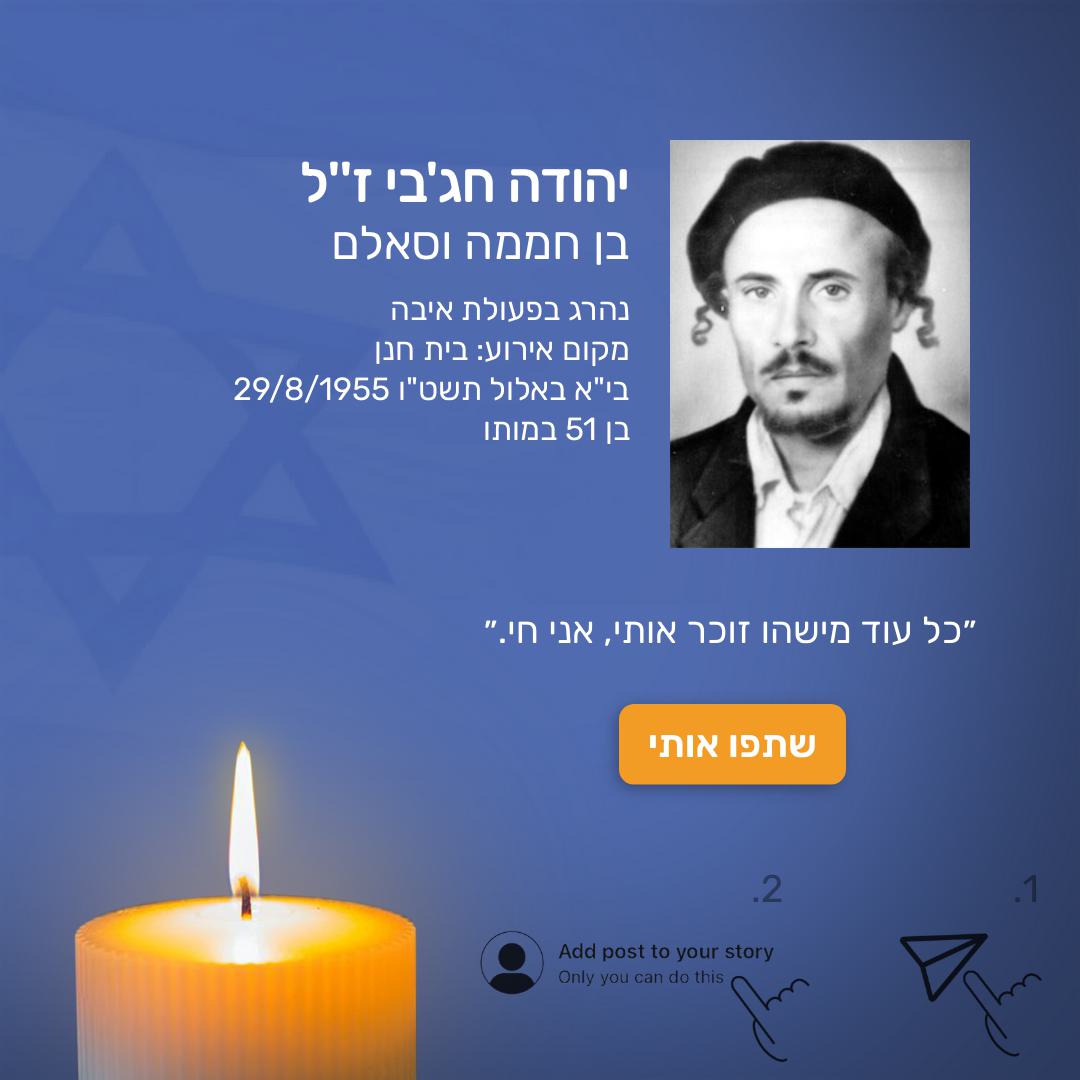 יהודה חג'בי ז"ל
בן חממה וסאלם
נהרג בפעולת איבה
מקום אירוע: בית חנן
בי"א באלול תשט"ו 29/8/1955
בן 51 במותו
״כל עוד מישהו זוכר אותי, אני חי.״
שתפו אותי
.1
.2
Add post to your story
Only you can do this